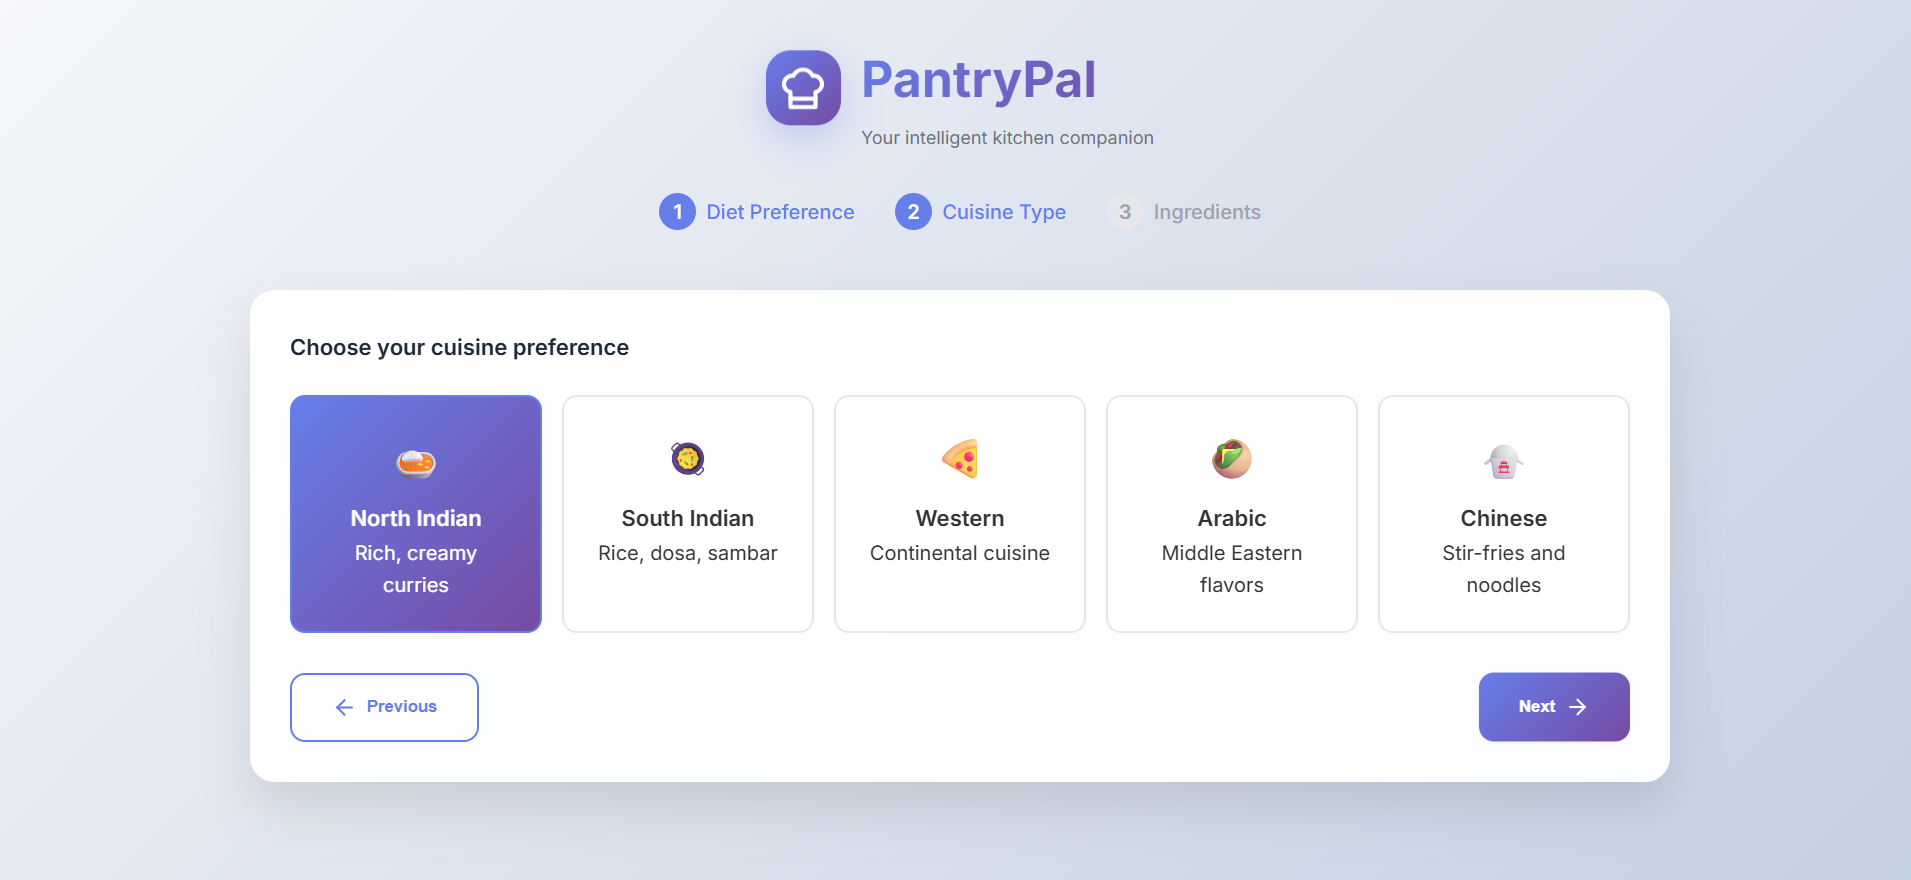 PantryPal
Your intelligent kitchen companion
1 Diet Preference
2 Cuisine Type
3 Ingredients
Choose your cuisine preference
North Indian
Rich, creamy
curries
South Indian
Rice, dosa, sambar
Western
Continental cuisine
Arabic
Middle Eastern
flavors
Chinese
Stir-fries and
noodles
Previous
Next